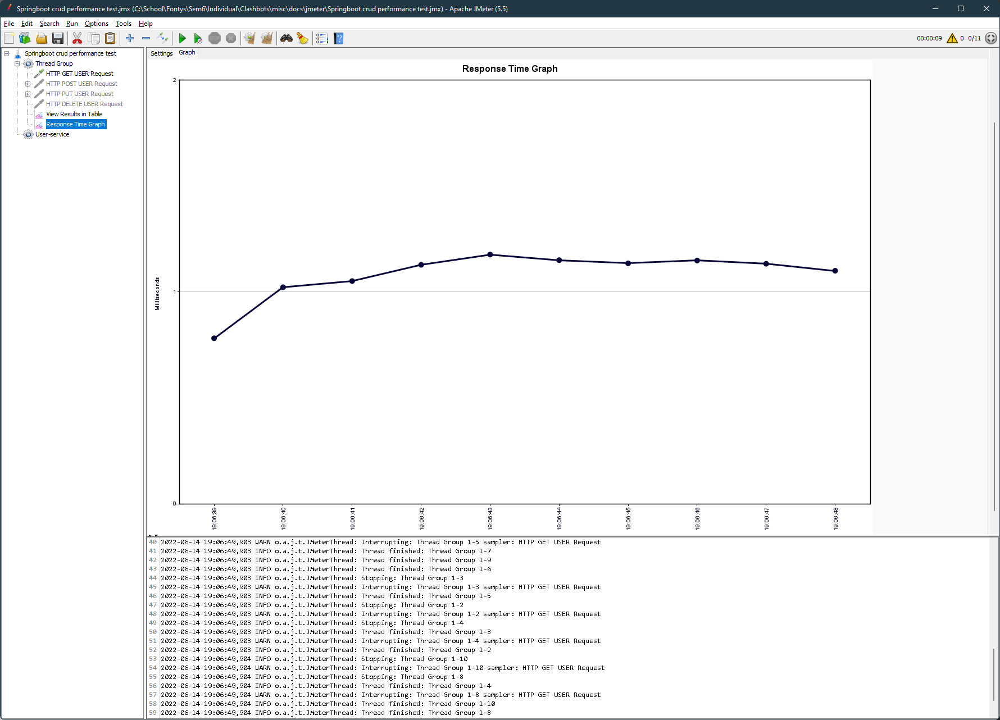 Springboot crud performance test.jmx (C:\School\Fontys\Sem6\Individual\Clashbots\misc\docs\jmeter\Springboot crud performance test.jmx) - Apache JMeter (5.5)
File Edit Search Run Options Tools Help
STOP
00:00:09 0 0/11
Springboot crud performance test
Thread Group
HTTP GET USER Request
HTTP POST USER Request
HTTP PUT USER Request
HTTP DELETE USER Request
View Results in Table
Response Time Graph
User-service
Settings Graph
Response Time Graph
2
1
0
Milliseconds
19:06:39 19:06:40 19:06:41 19:06:42 19:06:43 19:06:44 19:06:45 19:06:46 19:06:47 19:06:48
40 2022-06-14 19:06:49,903 WARN o.a.j.t.JMeterThread: Interrupting: Thread Group 1-5 sampler: HTTP GET USER Request
41 2022-06-14 19:06:49,903 INFO o.a.j.t.JMeterThread: Thread finished: Thread Group 1-7
42 2022-06-14 19:06:49,903 INFO o.a.j.t.JMeterThread: Thread finished: Thread Group 1-9
43 2022-06-14 19:06:49,903 INFO o.a.j.t.JMeterThread: Thread finished: Thread Group 1-6
44 2022-06-14 19:06:49,903 INFO o.a.j.t.JMeterThread: Stopping: Thread Group 1-3
45 2022-06-14 19:06:49,903 WARN o.a.j.t.JMeterThread: Interrupting: Thread Group 1-3 sampler: HTTP GET USER Request
46 2022-06-14 19:06:49,903 INFO o.a.j.t.JMeterThread: Thread finished: Thread Group 1-5
47 2022-06-14 19:06:49,903 INFO o.a.j.t.JMeterThread: Stopping: Thread Group 1-2
48 2022-06-14 19:06:49,903 WARN o.a.j.t.JMeterThread: Interrupting: Thread Group 1-2 sampler: HTTP GET USER Request
49 2022-06-14 19:06:49,903 INFO o.a.j.t.JMeterThread: Stopping: Thread Group 1-4
50 2022-06-14 19:06:49,903 INFO o.a.j.t.JMeterThread: Thread finished: Thread Group 1-3
51 2022-06-14 19:06:49,903 WARN o.a.j.t.JMeterThread: Interrupting: Thread Group 1-4 sampler: HTTP GET USER Request
52 2022-06-14 19:06:49,903 INFO o.a.j.t.JMeterThread: Thread finished: Thread Group 1-2
53 2022-06-14 19:06:49,904 INFO o.a.j.t.JMeterThread: Stopping: Thread Group 1-10
54 2022-06-14 19:06:49,904 WARN o.a.j.t.JMeterThread: Interrupting: Thread Group 1-10 sampler: HTTP GET USER Request
55 2022-06-14 19:06:49,904 INFO o.a.j.t.JMeterThread: Stopping: Thread Group 1-8
56 2022-06-14 19:06:49,904 INFO o.a.j.t.JMeterThread: Thread finished: Thread Group 1-4
57 2022-06-14 19:06:49,904 WARN o.a.j.t.JMeterThread: Interrupting: Thread Group 1-8 sampler: HTTP GET USER Request
58 2022-06-14 19:06:49,904 INFO o.a.j.t.JMeterThread: Thread finished: Thread Group 1-10
59 2022-06-14 19:06:49,904 INFO o.a.j.t.JMeterThread: Thread finished: Thread Group 1-8